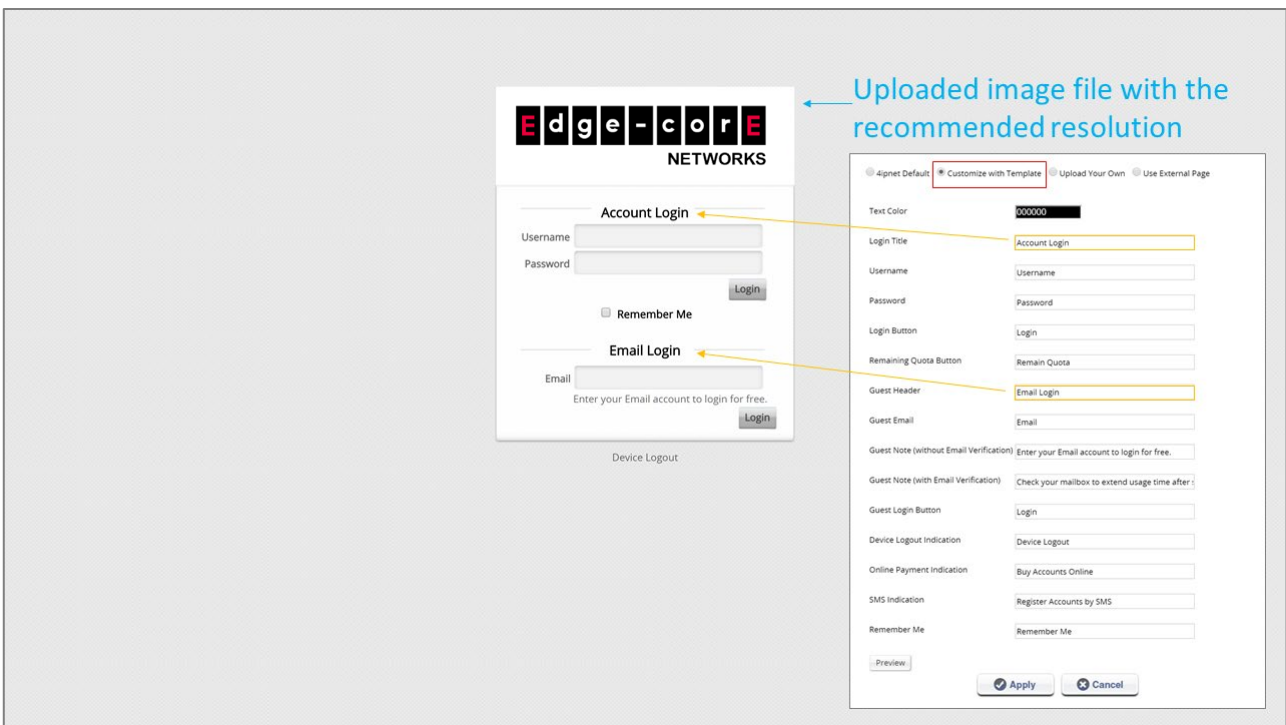 Uploaded image file with the
recommended resolution
Edge-corE
NETWORKS
Account Login
Username
Password
Login
Remember Me
Email Login
Email
Enter your Email account to login for free.
Login
Device Logout
4ipnet Default Customize with Template Upload Your Own Use External Page
Text Color 000000
Login Title Account Login
Username Username
Password Password
Login Button Login
Remaining Quota Button Remain Quota
Guest Header Email Login
Guest Email Email
Guest Note (without Email Verification) Enter your Email account to login for free.
Guest Note (with Email Verification) Check your mailbox to extend usage time after
Guest Login Button Login
Device Logout Indication Device Logout
Online Payment Indication Buy Accounts Online
SMS Indication Register Accounts by SMS
Remember Me Remember Me
Preview
Apply Cancel